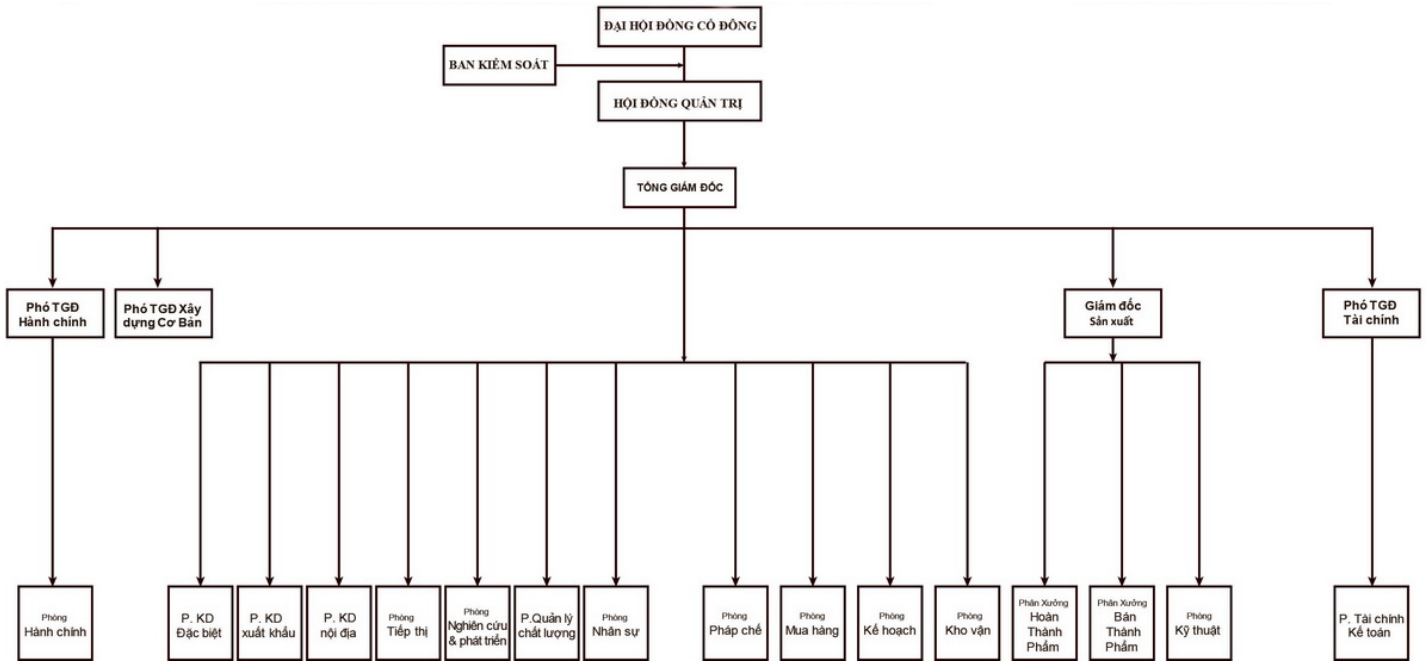 ĐẠI HỘI ĐỒNG CỔ ĐÔNG
BAN KIỂM SOÁT
HỘI ĐỒNG QUẢN TRỊ
TỔNG GIÁM ĐỐC
Phó TGĐ
Hành chính
Phó TGĐ Xây
dựng Cơ Bản
Giám đốc
Sản xuất
Phó TGĐ
Tài chính
Phòng
Hành chính
P. KD
Đặc biệt
P. KD
xuất khẩu
P. KD
nội địa
Phòng
Tiếp thị
Phòng
Nghiên cứu
& phát triển
P.Quản lý
chất lượng
Phòng
Nhân sự
Phòng
Pháp chế
Phòng
Mua hàng
Phòng
Kế hoạch
Phòng
Kho vận
Phân Xưởng
Hoàn
Thành
Phẩm
Phân Xưởng
Bán
Thành
Phẩm
Phòng
Kỹ thuật
P. Tài chính
Kế toán